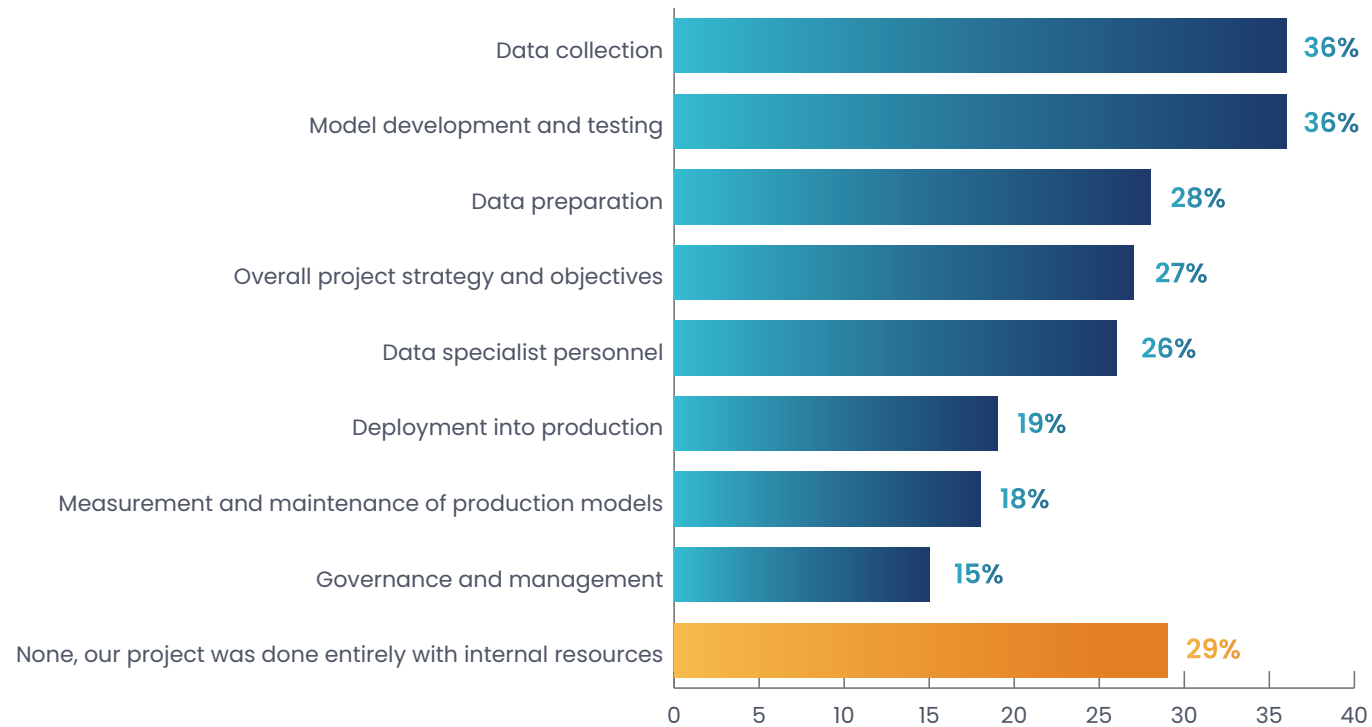 Data collection 36%
Model development and testing 36%
Data preparation 28%
Overall project strategy and objectives 27%
Data specialist personnel 26%
Deployment into production 19%
Measurement and maintenance of production models 18%
Governance and management 15%
None, our project was done entirely with internal resources 29%
0 5 10 15 20 25 30 35 40